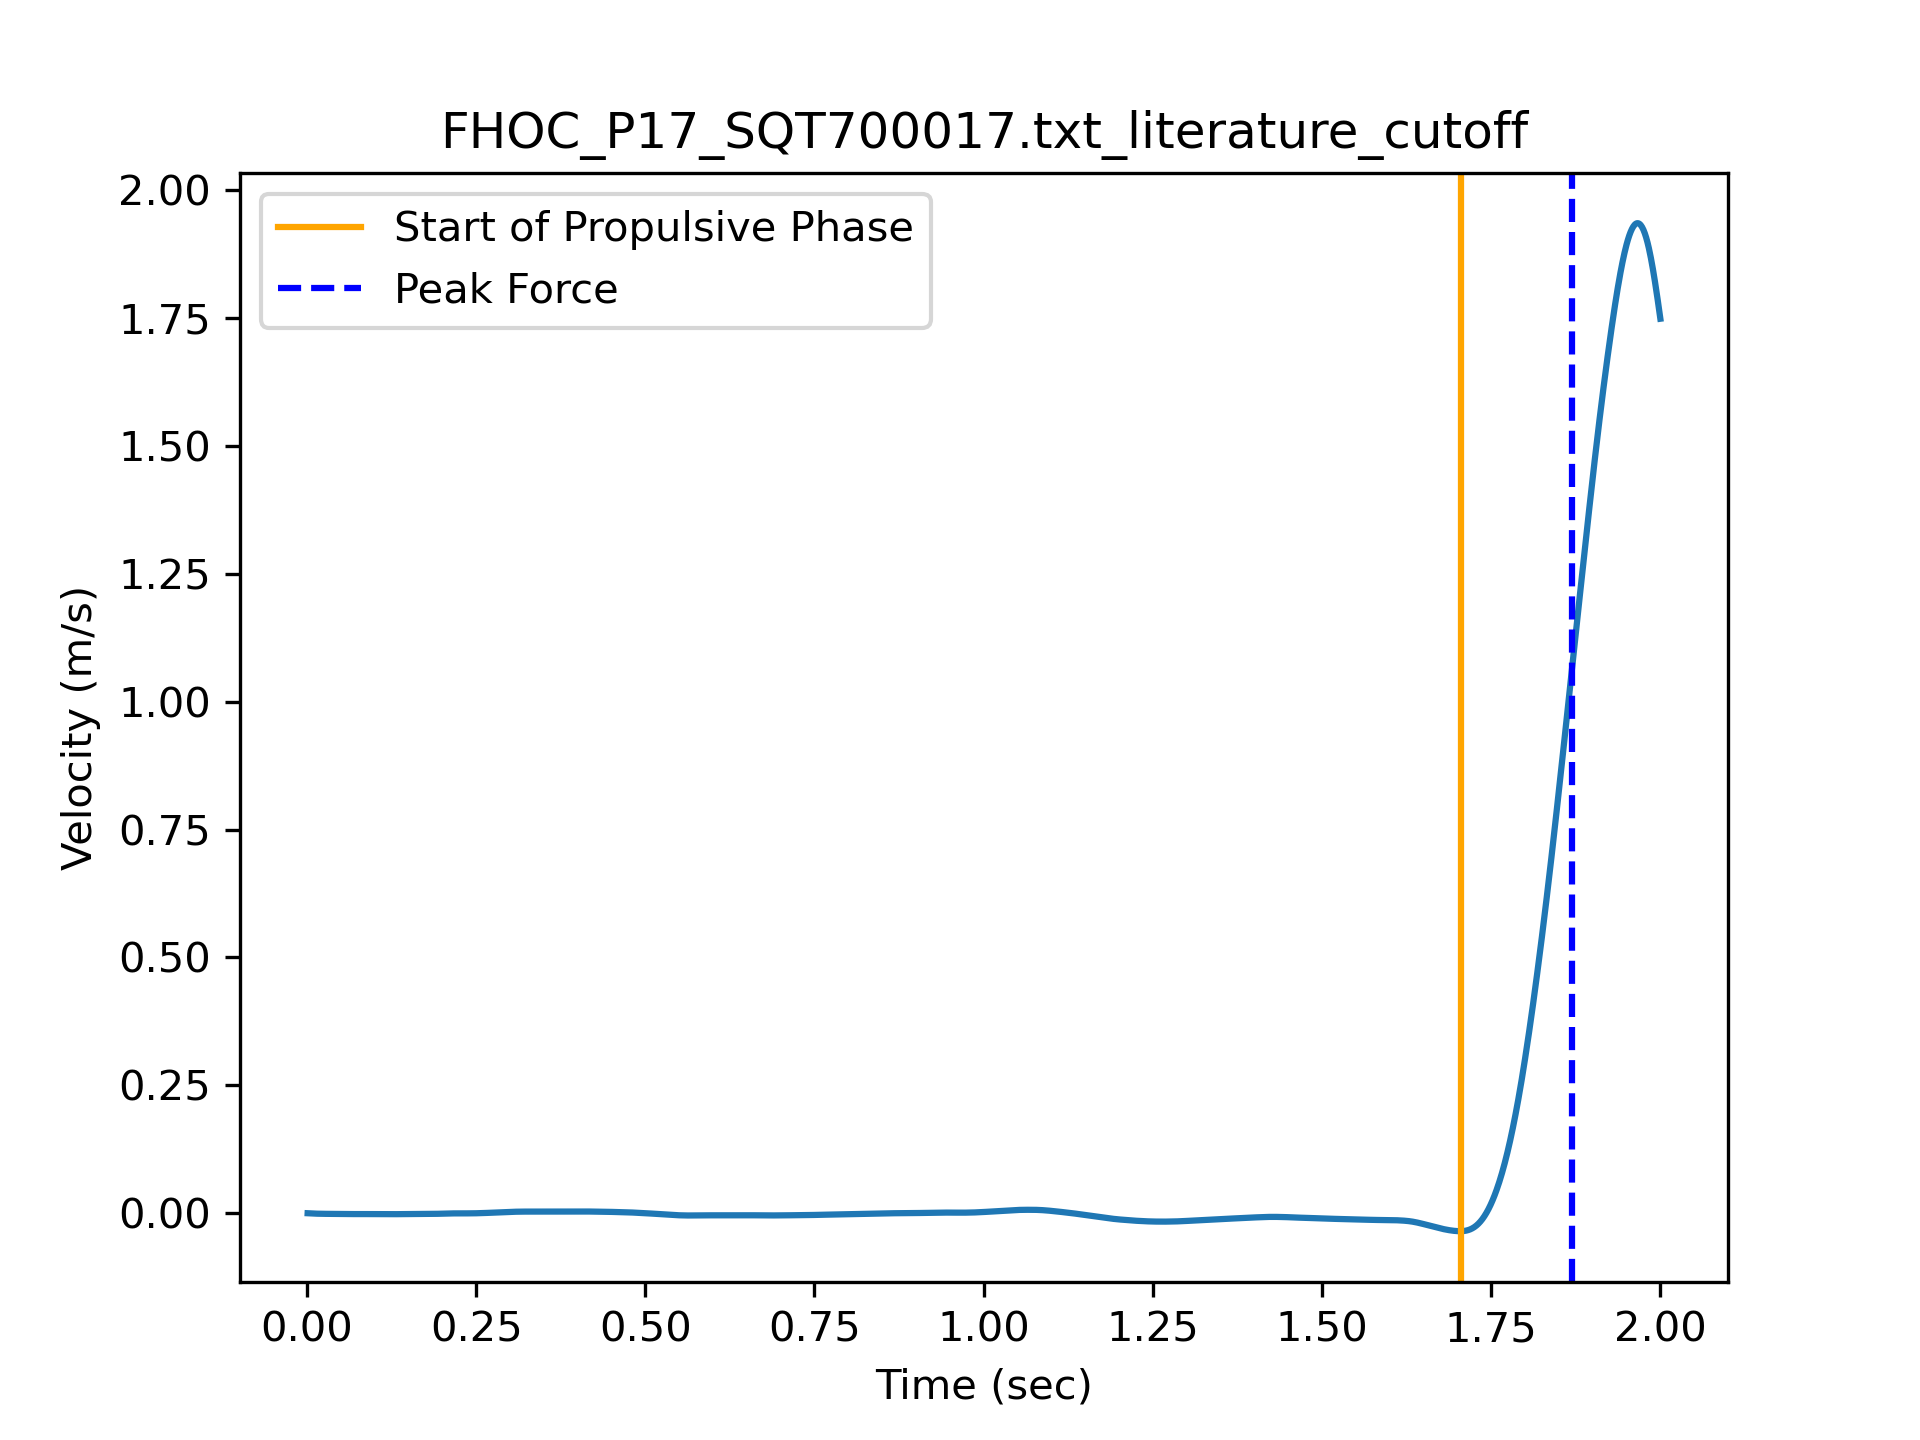 FHOC_P17_SQT700017.txt_literature_cutoff
Start of Propulsive Phase
Peak Force
Velocity (m/s)
2.00
1.75
1.50
1.25
1.00
0.75
0.50
0.25
0.00
0.00 0.25 0.50 0.75 1.00 1.25 1.50 1.75 2.00
Time (sec)